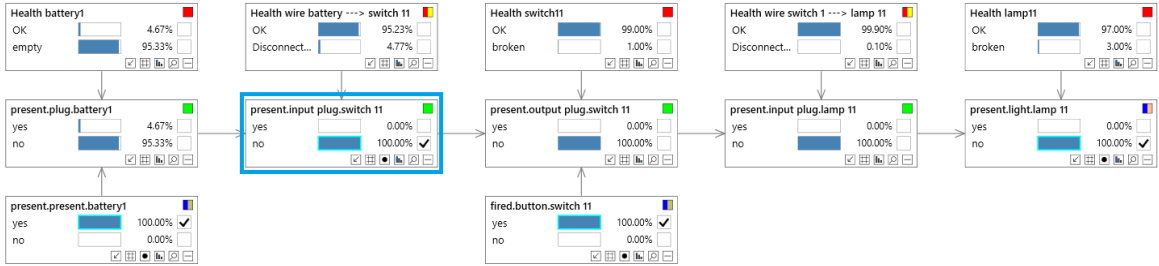 Health battery1
OK 4.67%
empty 95.33%
Health wire battery ---> switch 11
OK 95.23%
Disconnect... 4.77%
Health switch11
OK 99.00%
broken 1.00%
Health wire switch 1 ---> lamp 11
OK 99.90%
Disconnect... 0.10%
Health lamp11
OK 97.00%
broken 3.00%
present.plug.battery1
yes 4.67%
no 95.33%
present.input plug.switch 11
yes 0.00%
no 100.00%
present.output plug.switch 11
yes 0.00%
no 100.00%
present.input plug.lamp 11
yes 0.00%
no 100.00%
present.light.lamp 11
yes 0.00%
no 100.00%
present.present.battery1
yes 100.00%
no 0.00%
fired.button.switch 11
yes 100.00%
no 0.00%